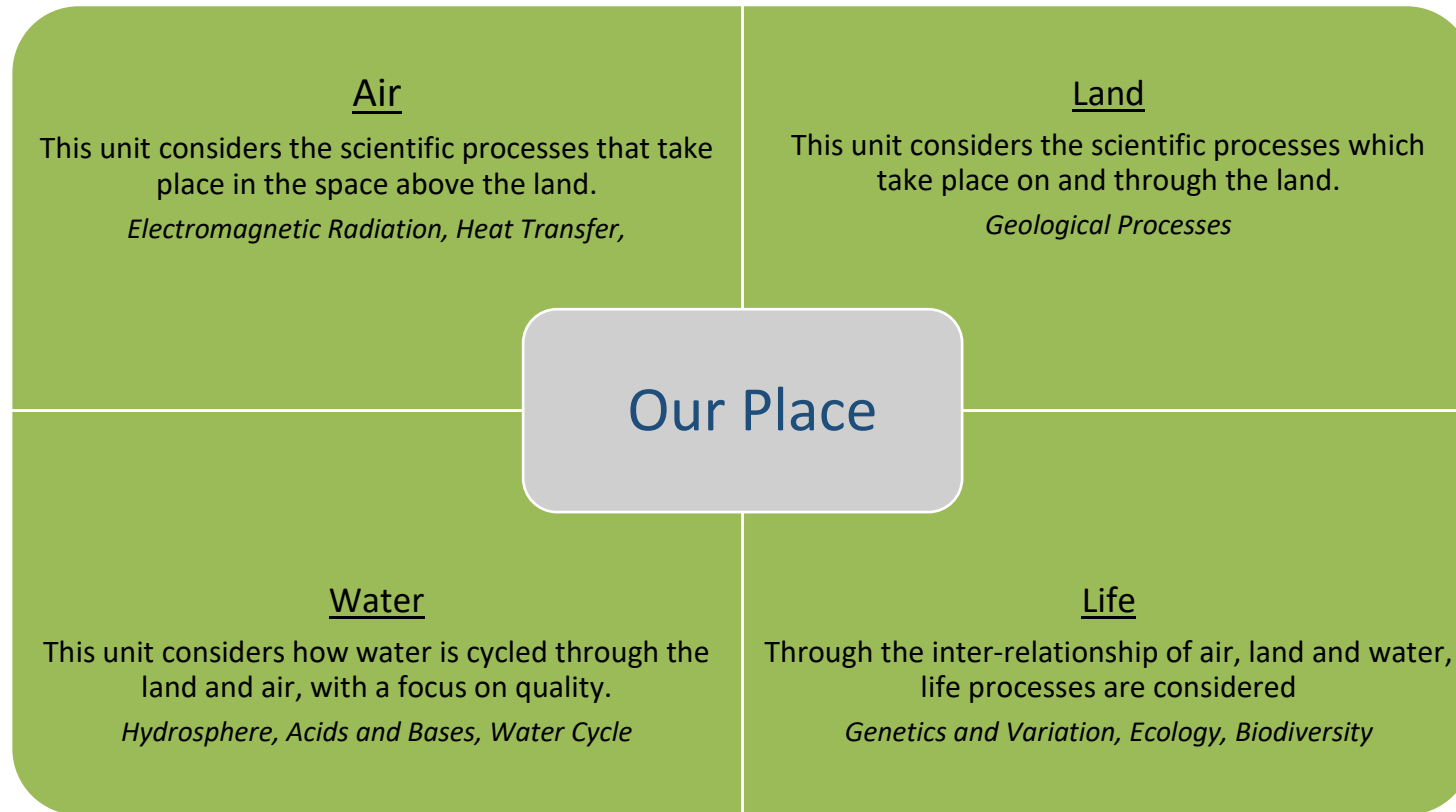 Air
This unit considers the scientific processes that take
place in the space above the land.
Electromagnetic Radiation, Heat Transfer,
Land
This unit considers the scientific processes which
take place on and through the land.
Geological Processes
Our Place
Water
This unit considers how water is cycled through the
land and air, with a focus on quality.
Hydrosphere, Acids and Bases, Water Cycle
Life
Through the inter-relationship of air, land and water,
life processes are considered
Genetics and Variation, Ecology, Biodiversity